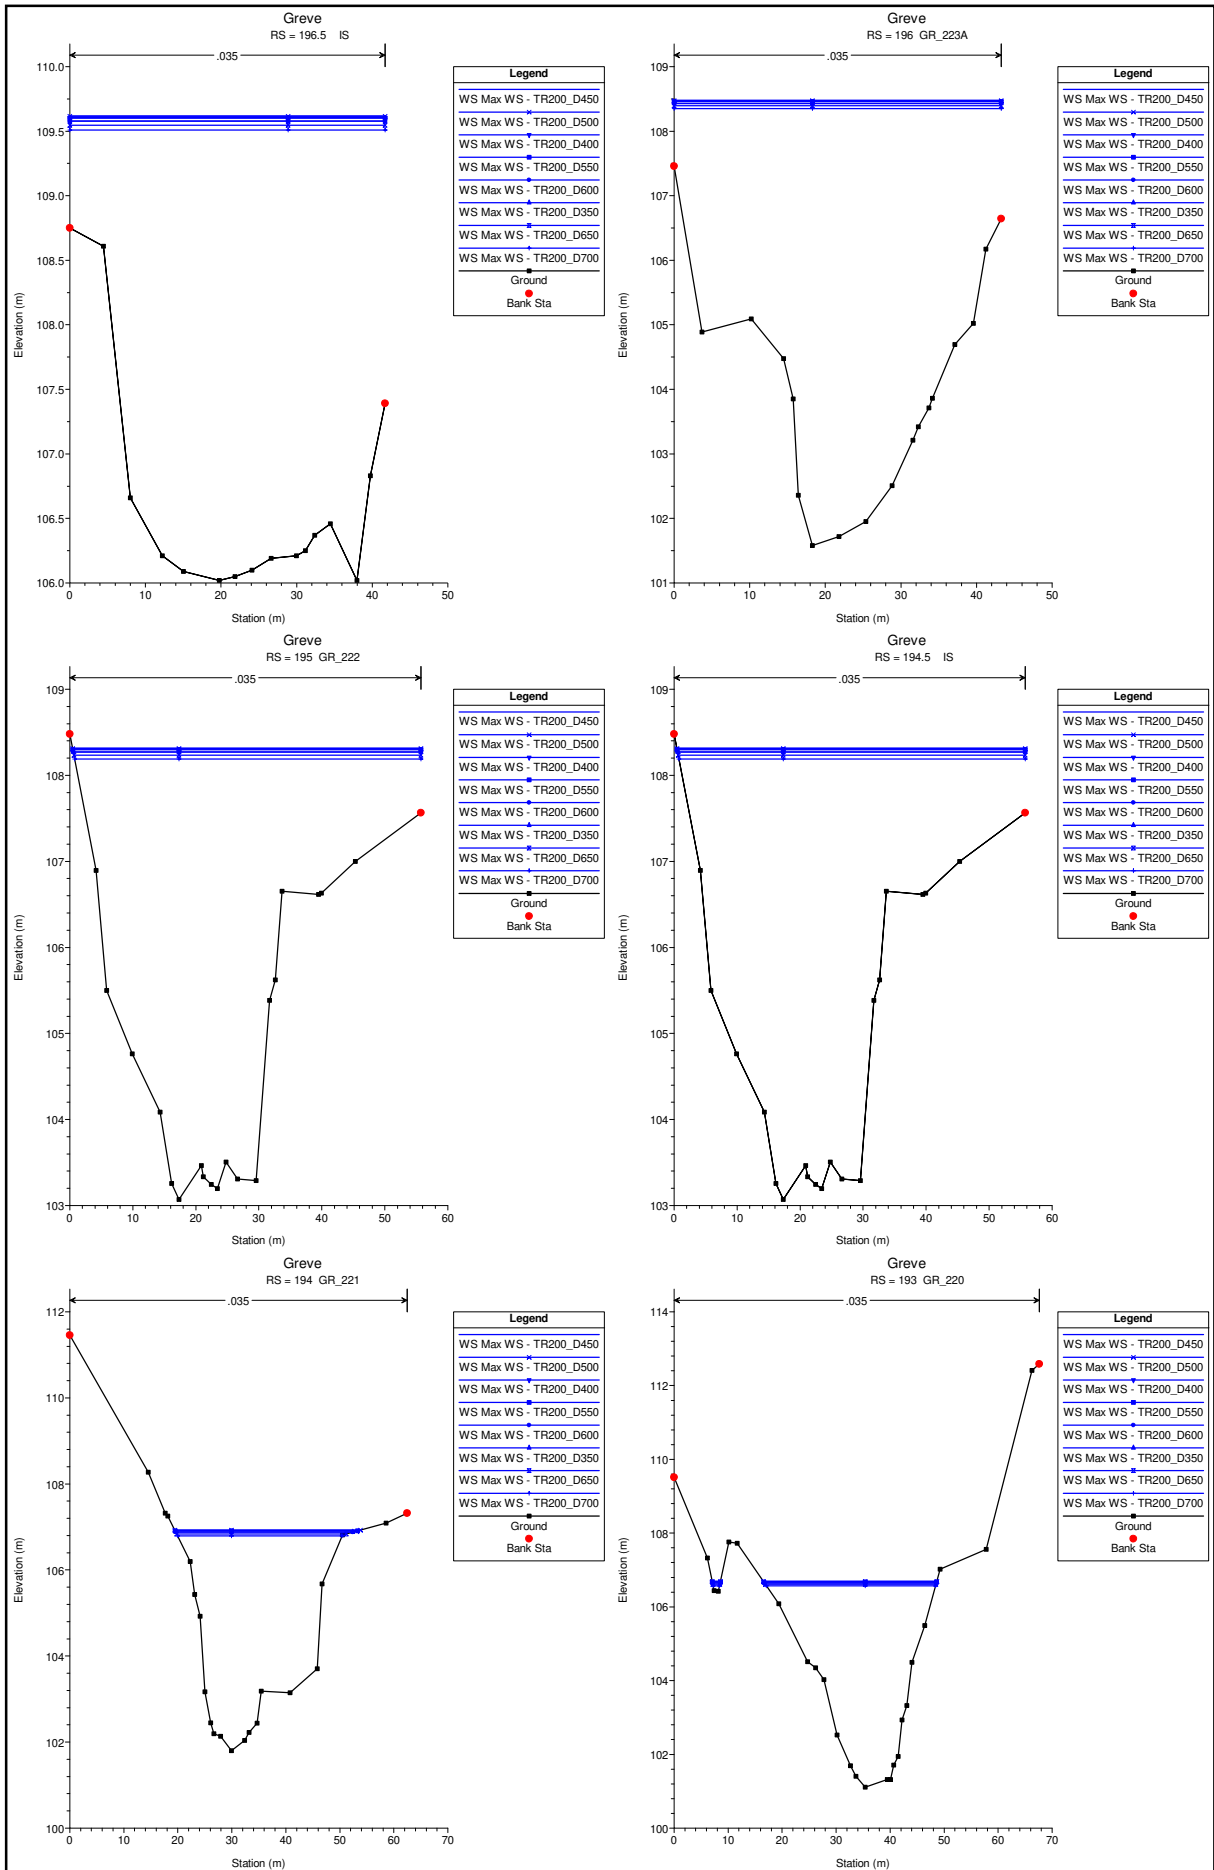 Greve
RS = 196.5 IS
.035
110.0
109.5
109.0
108.5
108.0
107.5
107.0
106.5
106.0
Elevation (m)
0 10 20 30 40 50
Station (m)
Legend
WS Max WS - TR200_D450
WS Max WS - TR200_D500
WS Max WS - TR200_D400
WS Max WS - TR200_D550
WS Max WS - TR200_D600
WS Max WS - TR200_D350
WS Max WS - TR200_D650
WS Max WS - TR200_D700
Ground
Bank Sta
Greve
RS = 196 GR_223A
.035
109
108
107
106
105
104
103
102
101
Elevation (m)
0 10 20 30 40 50
Station (m)
Legend
WS Max WS - TR200_D450
WS Max WS - TR200_D500
WS Max WS - TR200_D400
WS Max WS - TR200_D550
WS Max WS - TR200_D600
WS Max WS - TR200_D350
WS Max WS - TR200_D650
WS Max WS - TR200_D700
Ground
Bank Sta
Greve
RS = 195 GR_222
.035
109
108
107
106
105
104
103
Elevation (m)
0 10 20 30 40 50 60
Station (m)
Legend
WS Max WS - TR200_D450
WS Max WS - TR200_D500
WS Max WS - TR200_D400
WS Max WS - TR200_D550
WS Max WS - TR200_D600
WS Max WS - TR200_D350
WS Max WS - TR200_D650
WS Max WS - TR200_D700
Ground
Bank Sta
Greve
RS = 194.5 IS
.035
109
108
107
106
105
104
103
Elevation (m)
0 10 20 30 40 50 60
Station (m)
Legend
WS Max WS - TR200_D450
WS Max WS - TR200_D500
WS Max WS - TR200_D400
WS Max WS - TR200_D550
WS Max WS - TR200_D600
WS Max WS - TR200_D350
WS Max WS - TR200_D650
WS Max WS - TR200_D700
Ground
Bank Sta
Greve
RS = 194 GR_221
.035
112
110
108
106
104
102
100
Elevation (m)
0 10 20 30 40 50 60 70
Station (m)
Legend
WS Max WS - TR200_D450
WS Max WS - TR200_D500
WS Max WS - TR200_D400
WS Max WS - TR200_D550
WS Max WS - TR200_D600
WS Max WS - TR200_D350
WS Max WS - TR200_D650
WS Max WS - TR200_D700
Ground
Bank Sta
Greve
RS = 193 GR_220
.035
114
112
110
108
106
104
102
100
Elevation (m)
0 10 20 30 40 50 60 70
Station (m)
Legend
WS Max WS - TR200_D450
WS Max WS - TR200_D500
WS Max WS - TR200_D400
WS Max WS - TR200_D550
WS Max WS - TR200_D600
WS Max WS - TR200_D350
WS Max WS - TR200_D650
WS Max WS - TR200_D700
Ground
Bank Sta